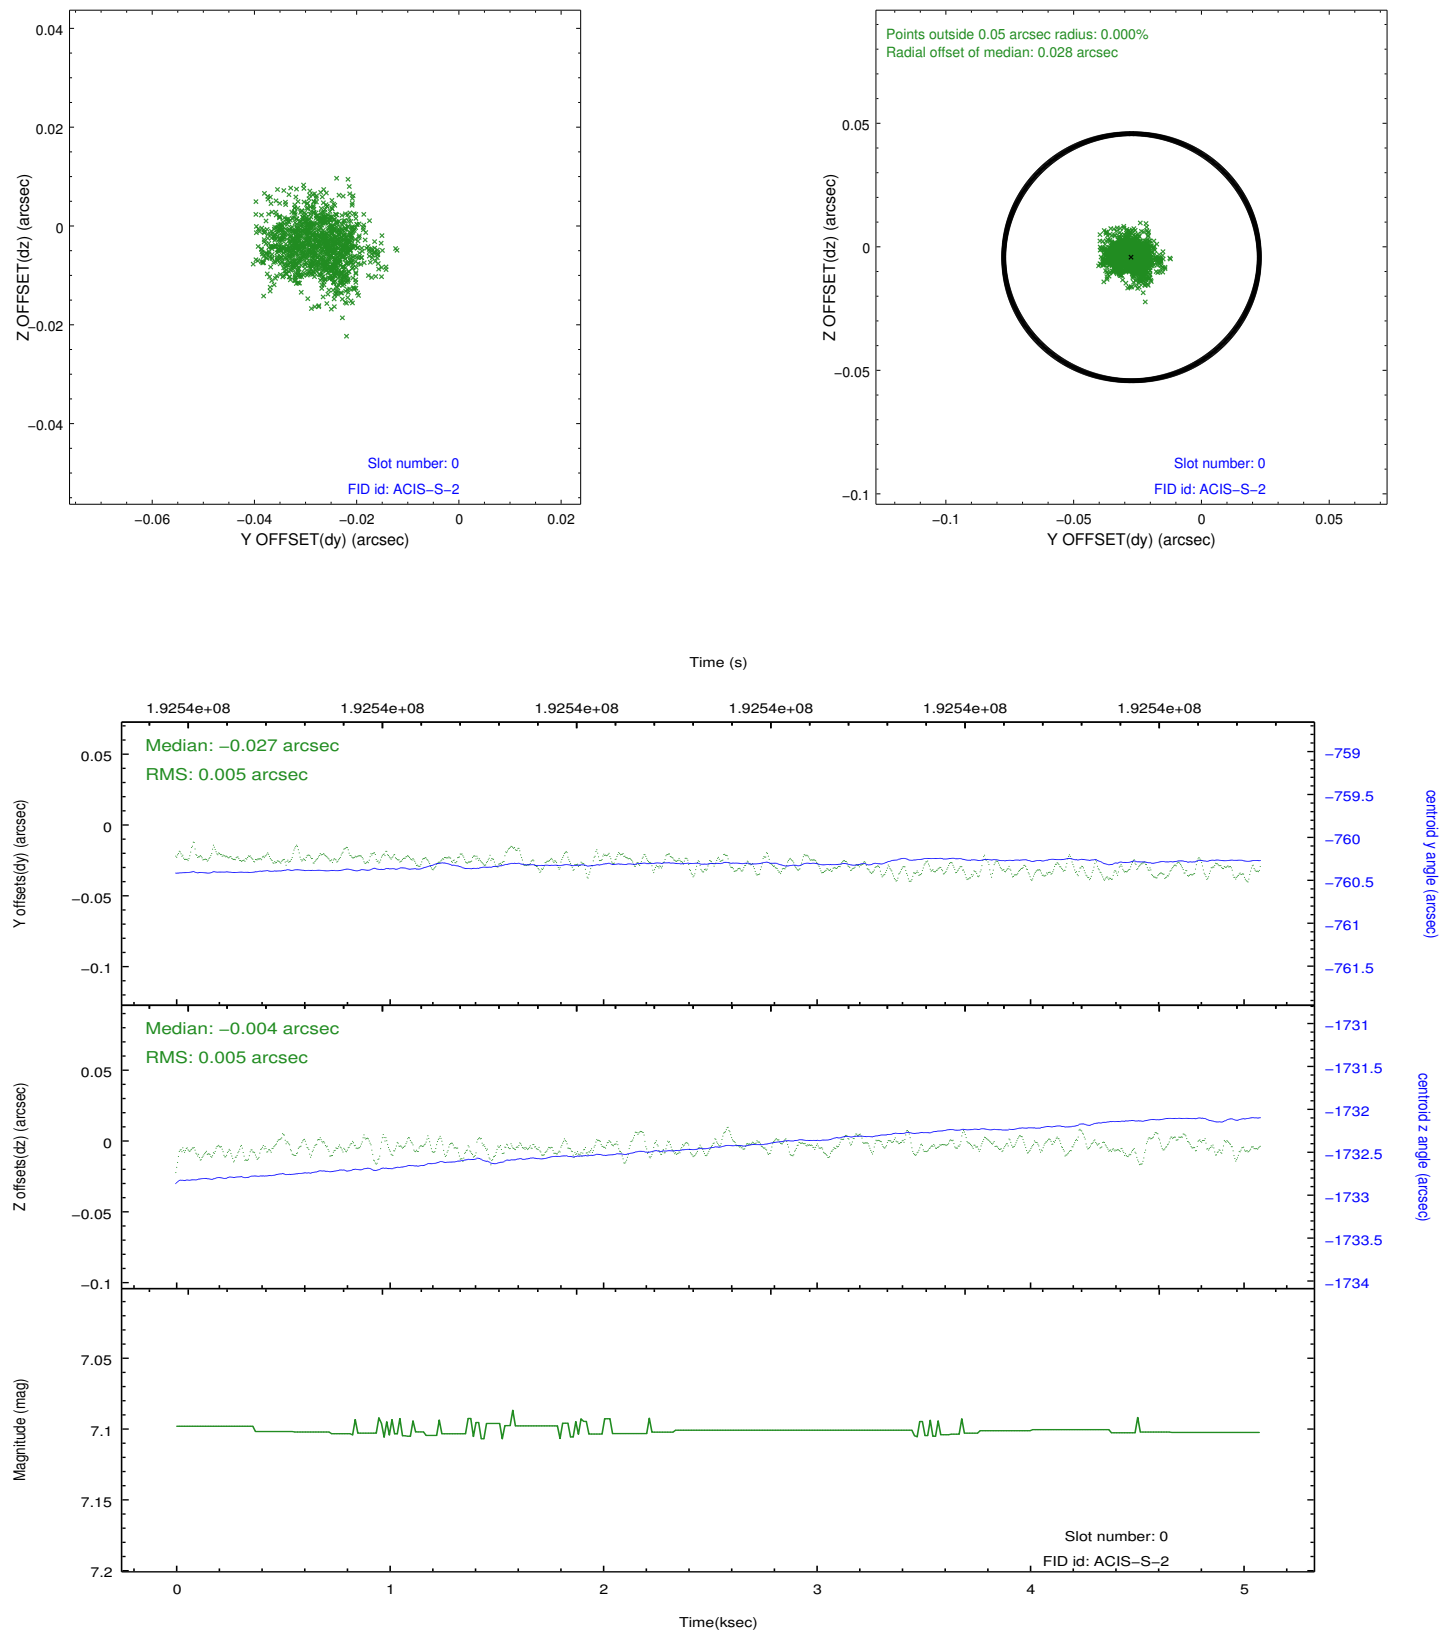 0.04
0.02
0
−0.02
−0.04
Z OFFSET(dz) (arcsec)
Slot number: 0
FID id: ACIS−S−2
−0.06
−0.04
−0.02
0
0.02
Y OFFSET(dy) (arcsec)
Points outside 0.05 arcsec radius: 0.000%
Radial offset of median: 0.028 arcsec
0.05
0
−0.05
−0.1
Z OFFSET(dz) (arcsec)
Slot number: 0
FID id: ACIS−S−2
−0.1
−0.05
0
0.05
Y OFFSET(dy) (arcsec)
Time (s)
1.9254e+08
1.9254e+08
1.9254e+08
1.9254e+08
1.9254e+08
1.9254e+08
Median: −0.027 arcsec
RMS: 0.005 arcsec
0.05
0
−0.05
−0.1
Y offsets(dy) (arcsec)
−759
−759.5
−760
−760.5
−761
−761.5
centroid y angle (arcsec)
Median: −0.004 arcsec
RMS: 0.005 arcsec
0.05
0
−0.05
−0.1
Z offsets(dz) (arcsec)
−1731
−1731.5
−1732
−1732.5
−1733
−1733.5
−1734
centroid z angle (arcsec)
7.05
7.1
7.15
7.2
Magnitude (mag)
Slot number: 0
FID id: ACIS−S−2
0
1
2
3
4
5
Time(ksec)